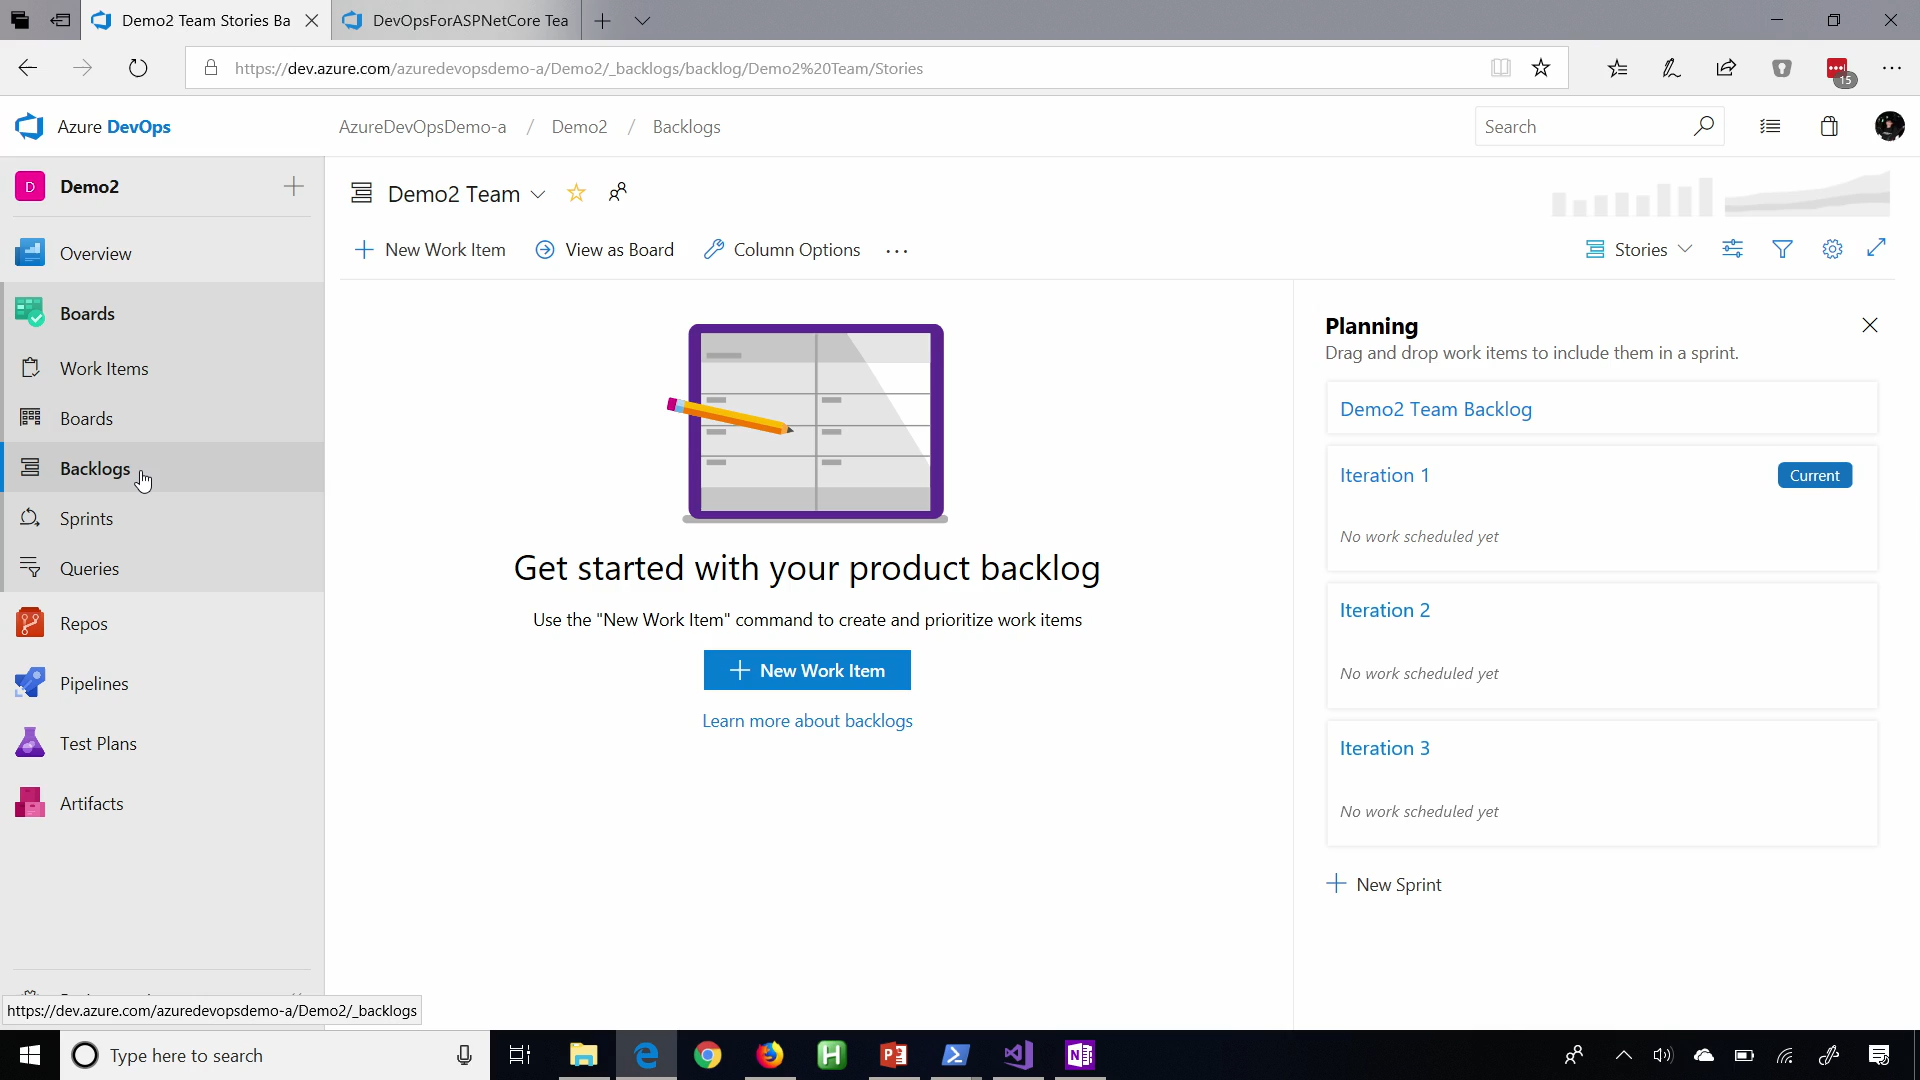 Demo2 Team Stories Ba
DevOpsForASPNetCore Tea
https://dev.azure.com/azuredevopsdemo-a/Demo2/_backlogs/backlog/Demo2%20Team/Stories
15
Azure DevOps
AzureDevOpsDemo-a / Demo2 / Backlogs
Search
D Demo2
Demo2 Team
Overview
New Work Item
View as Board
Column Options
Stories
Boards
Work Items
Boards
Backlogs
Sprints
Queries
Repos
Pipelines
Test Plans
Artifacts
Get started with your product backlog
Use the "New Work Item" command to create and prioritize work items
New Work Item
Learn more about backlogs
Planning
Drag and drop work items to include them in a sprint.
Demo2 Team Backlog
Iteration 1
Current
No work scheduled yet
Iteration 2
No work scheduled yet
Iteration 3
No work scheduled yet
New Sprint
https://dev.azure.com/azuredevopsdemo-a/Demo2/_backlogs
Type here to search